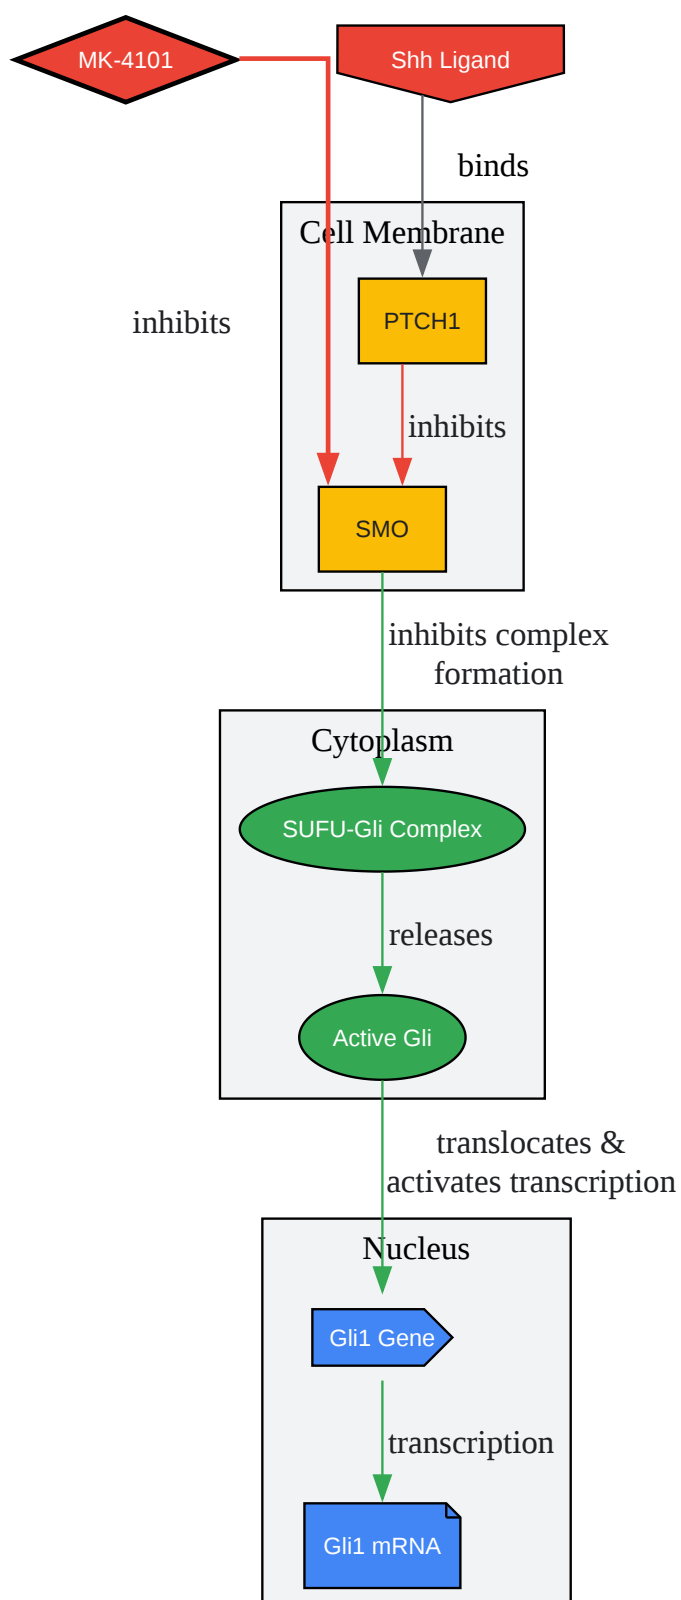 MK-4101
Shh Ligand
binds
Cell Membrane
PTCH1
inhibits
inhibits
SMO
inhibits complex
formation
Cytoplasm
SUFU-Gli Complex
releases
Active Gli
translocates &
activates transcription
Nucleus
Gli1 Gene
transcription
Gli1 mRNA